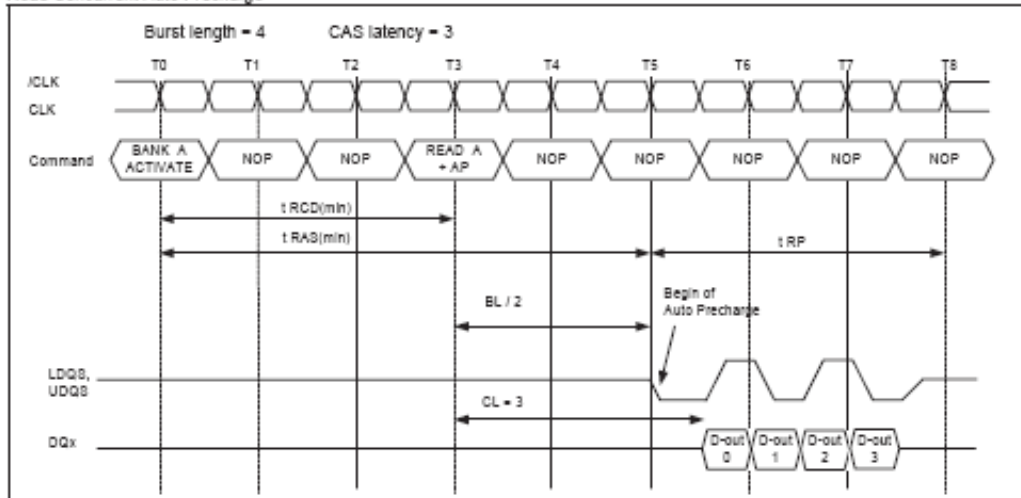 Burst length = 4 CAS latency = 3
T0 T1 T2 T3 T4 T5 T6 T7 T8
/CLK
CLK
Command
BANK A ACTIVATE
NOP
NOP
READ A + AP
NOP
NOP
NOP
NOP
NOP
t RCD(min)
t RAS(min)
t RP
BL / 2
Begin of
Auto Precharge
LDQS,
UDQS
CL = 3
DQx
D-out 0
D-out 1
D-out 2
D-out 3